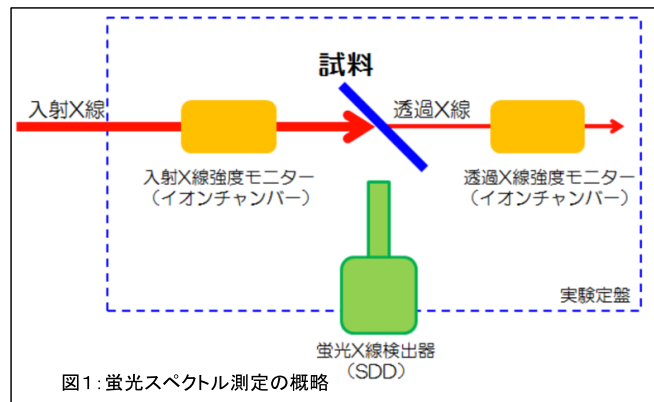 試料
入射X線
透過X線
入射X線強度モニター
（イオンチャンバー）
透過X線強度モニター
（イオンチャンバー）
実験定盤
蛍光X線検出器
（SDD）
図1：蛍光スペクトル測定の概略